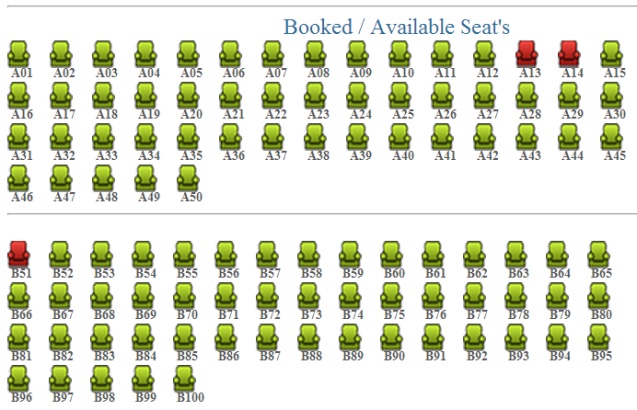 Booked / Available Seat's
A01 A02 A03 A04 A05 A06 A07 A08 A09 A10 A11 A12 A13 A14 A15
A16 A17 A18 A19 A20 A21 A22 A23 A24 A25 A26 A27 A28 A29 A30
A31 A32 A33 A34 A35 A36 A37 A38 A39 A40 A41 A42 A43 A44 A45
A46 A47 A48 A49 A50
B51 B52 B53 B54 B55 B56 B57 B58 B59 B60 B61 B62 B63 B64 B65
B66 B67 B68 B69 B70 B71 B72 B73 B74 B75 B76 B77 B78 B79 B80
B81 B82 B83 B84 B85 B86 B87 B88 B89 B90 B91 B92 B93 B94 B95
B96 B97 B98 B99 B100